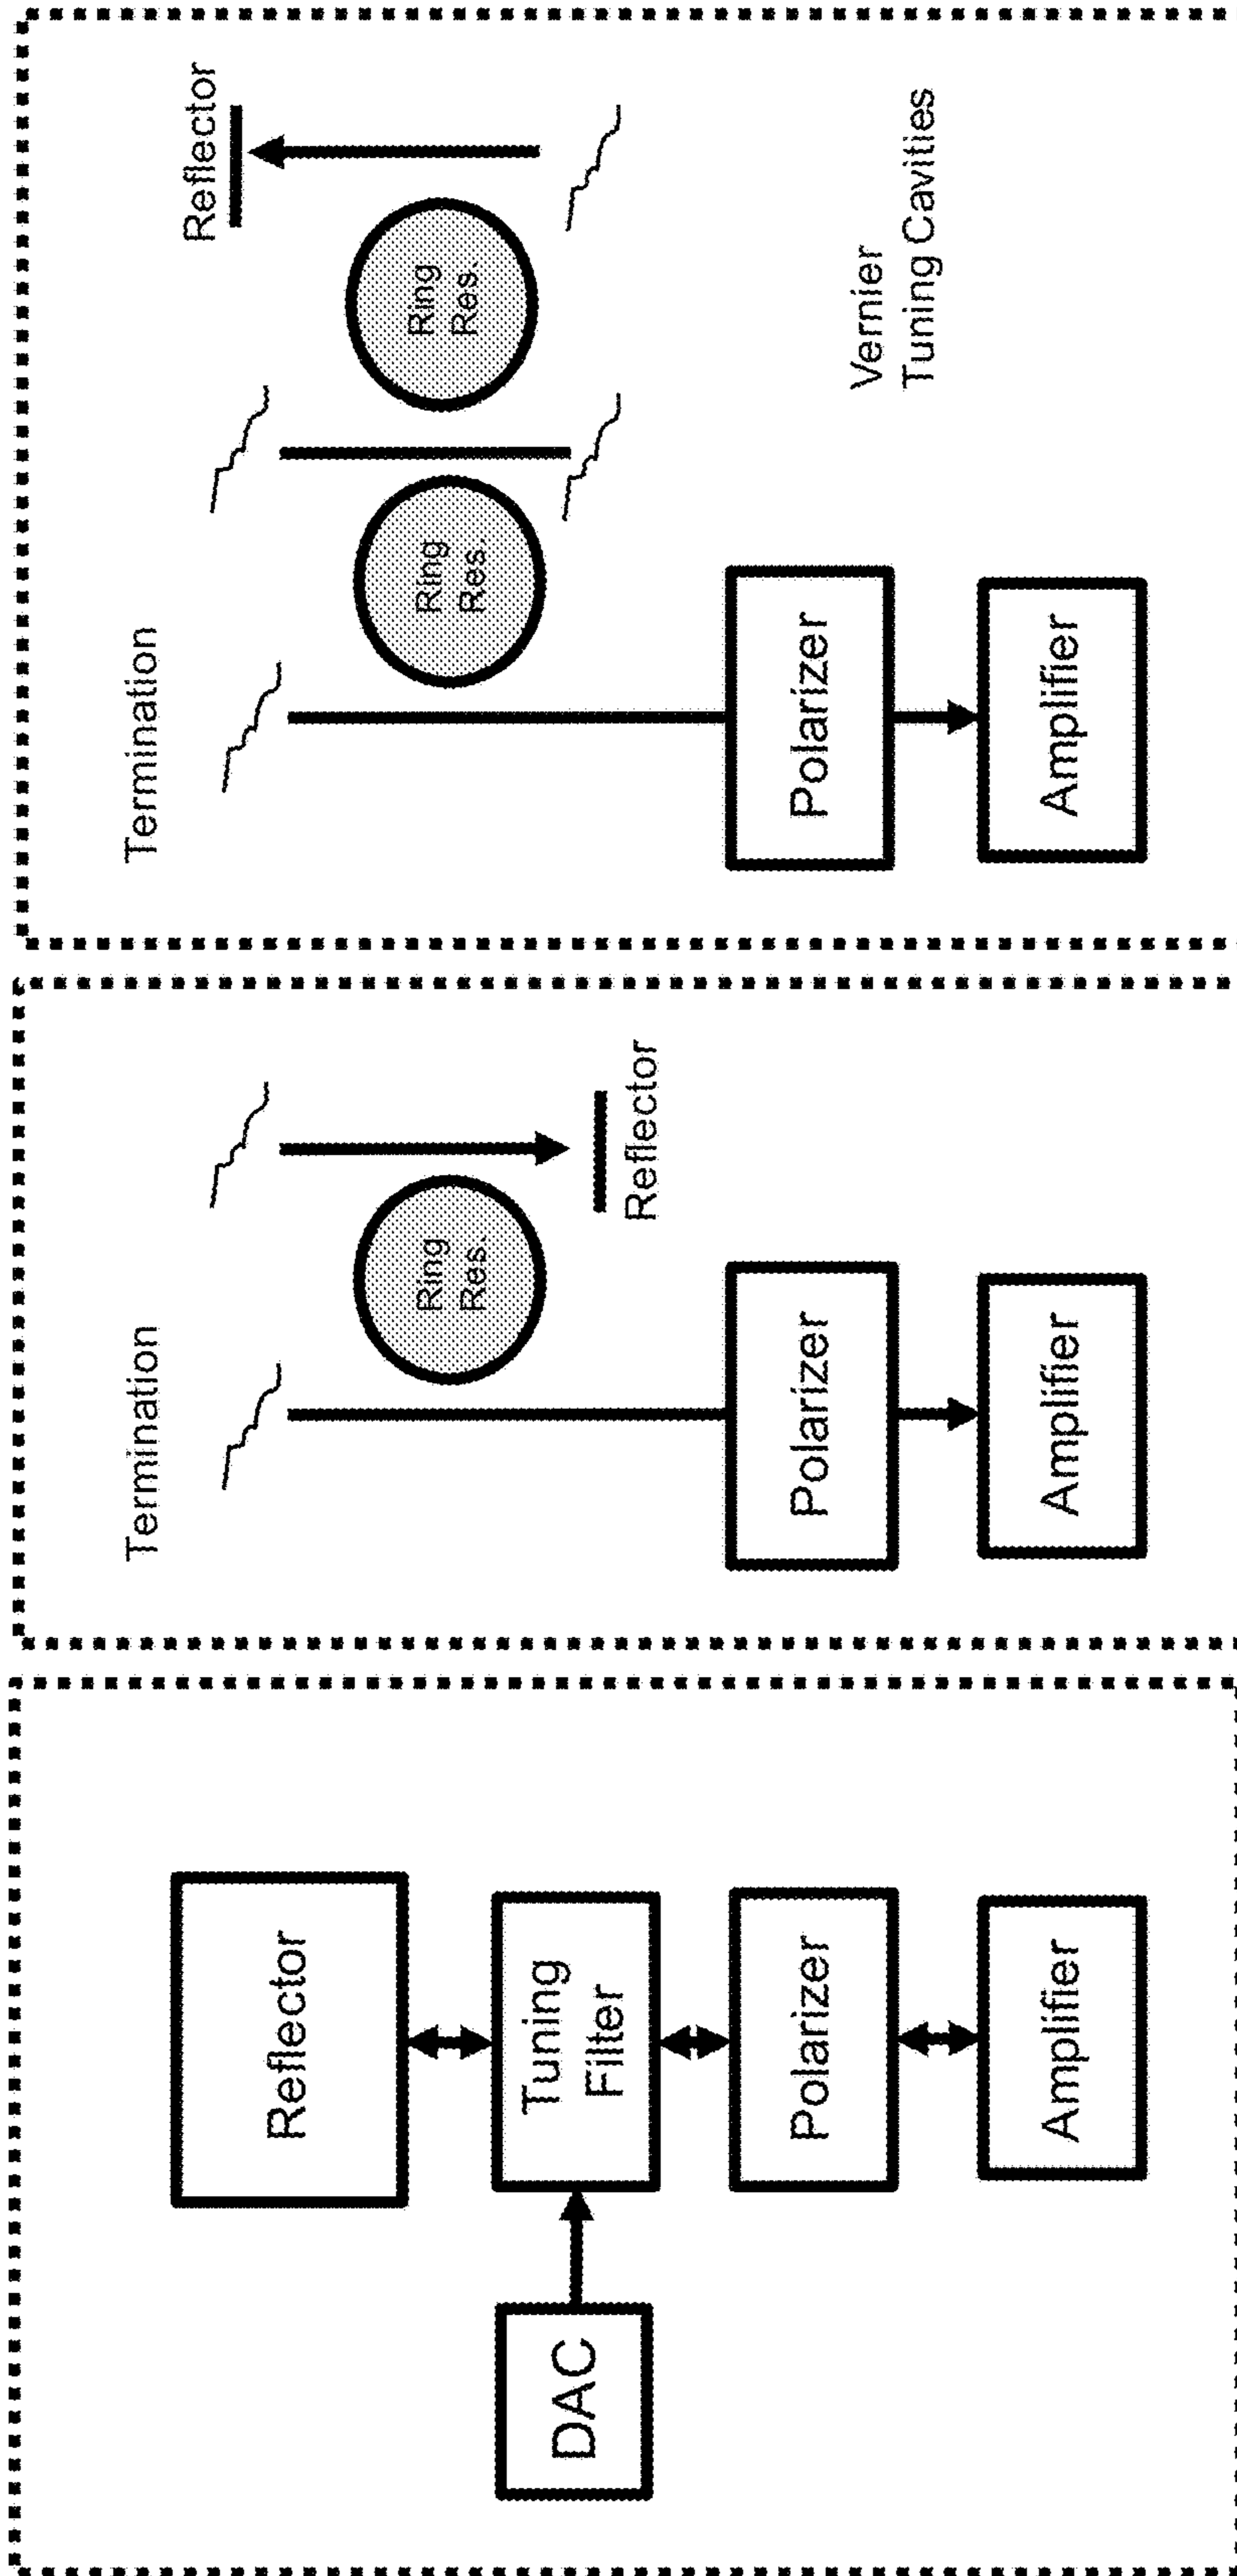 Reflector
DAC
Tuning
Filter
Polarizer
Amplifier
Termination
Ring
Res.
Reflector
Polarizer
Amplifier
Termination
Reflector
Ring
Res.
Ring
Res.
Polarizer
Vernier
Tuning Cavities
Amplifier